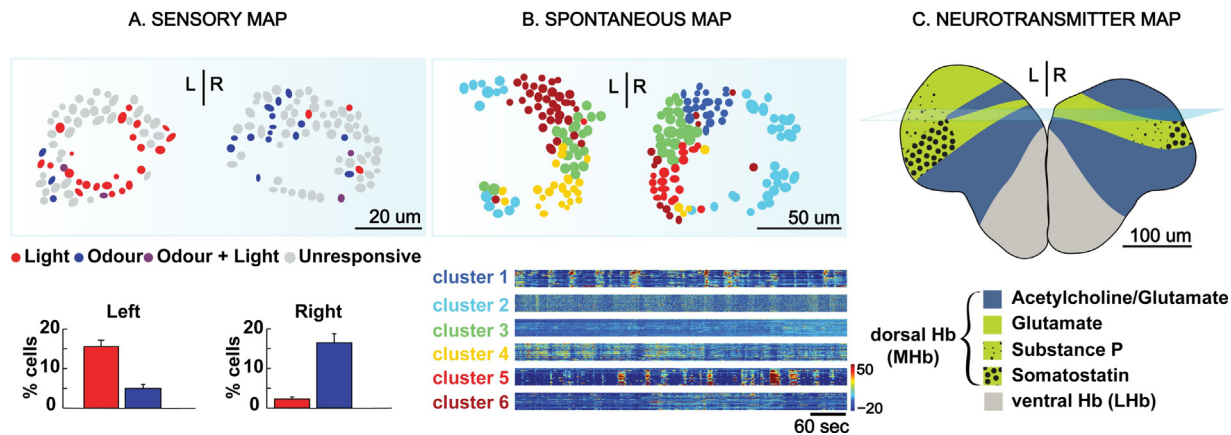 A. SENSORY MAP
L R
20 um
Light Odour Odour + Light Unresponsive
Left
% cells
20
10
0
Right
% cells
20
10
0
B. SPONTANEOUS MAP
L R
50 um
cluster 1
cluster 2
cluster 3
cluster 4
cluster 5
cluster 6
50
−20
60 sec
C. NEUROTRANSMITTER MAP
L R
100 um
dorsal Hb
(MHb)
Acetylcholine/Glutamate
Glutamate
Substance P
Somatostatin
ventral Hb (LHb)